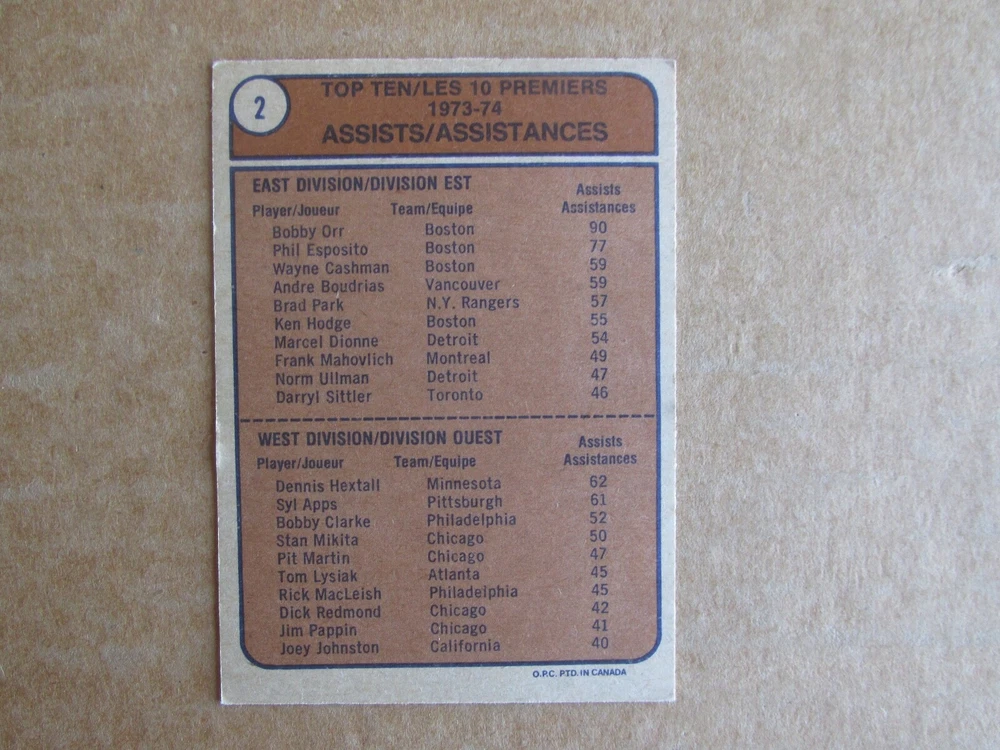 2
TOP TEN/LES 10 PREMIERS
1973-74
ASSISTS/ASSISTANCES
EAST DIVISION/DIVISION EST
Assists
Player/Joueur Team/Equipe Assistances
Bobby Orr Boston 90
Phil Esposito Boston 77
Wayne Cashman Boston 59
Andre Boudrias Vancouver 59
Brad Park N.Y. Rangers 57
Ken Hodge Boston 55
Marcel Dionne Detroit 54
Frank Mahovlich Montreal 49
Norm Ullman Detroit 47
Darryl Sittler Toronto 46
WEST DIVISION/DIVISION OUEST
Assists
Player/Joueur Team/Equipe Assistances
Dennis Hextall Minnesota 62
Syl Apps Pittsburgh 61
Bobby Clarke Philadelphia 52
Stan Mikita Chicago 50
Pit Martin Chicago 47
Tom Lysiak Atlanta 45
Rick MacLeish Philadelphia 45
Dick Redmond Chicago 42
Jim Pappin Chicago 41
Joey Johnston California 40
O.P.C. PTD. IN CANADA